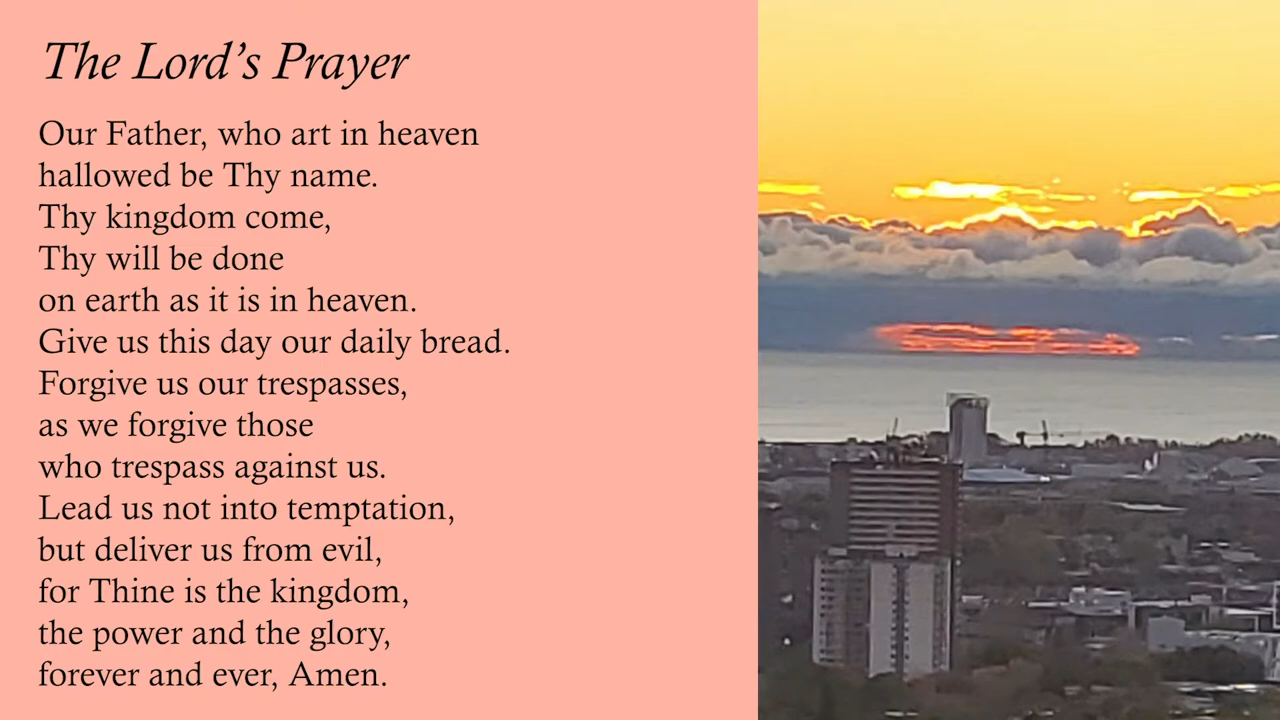 The Lord’s Prayer
Our Father, who art in heaven
hallowed be Thy name.
Thy kingdom come,
Thy will be done
on earth as it is in heaven.
Give us this day our daily bread.
Forgive us our trespasses,
as we forgive those
who trespass against us.
Lead us not into temptation,
but deliver us from evil,
for Thine is the kingdom,
the power and the glory,
forever and ever, Amen.